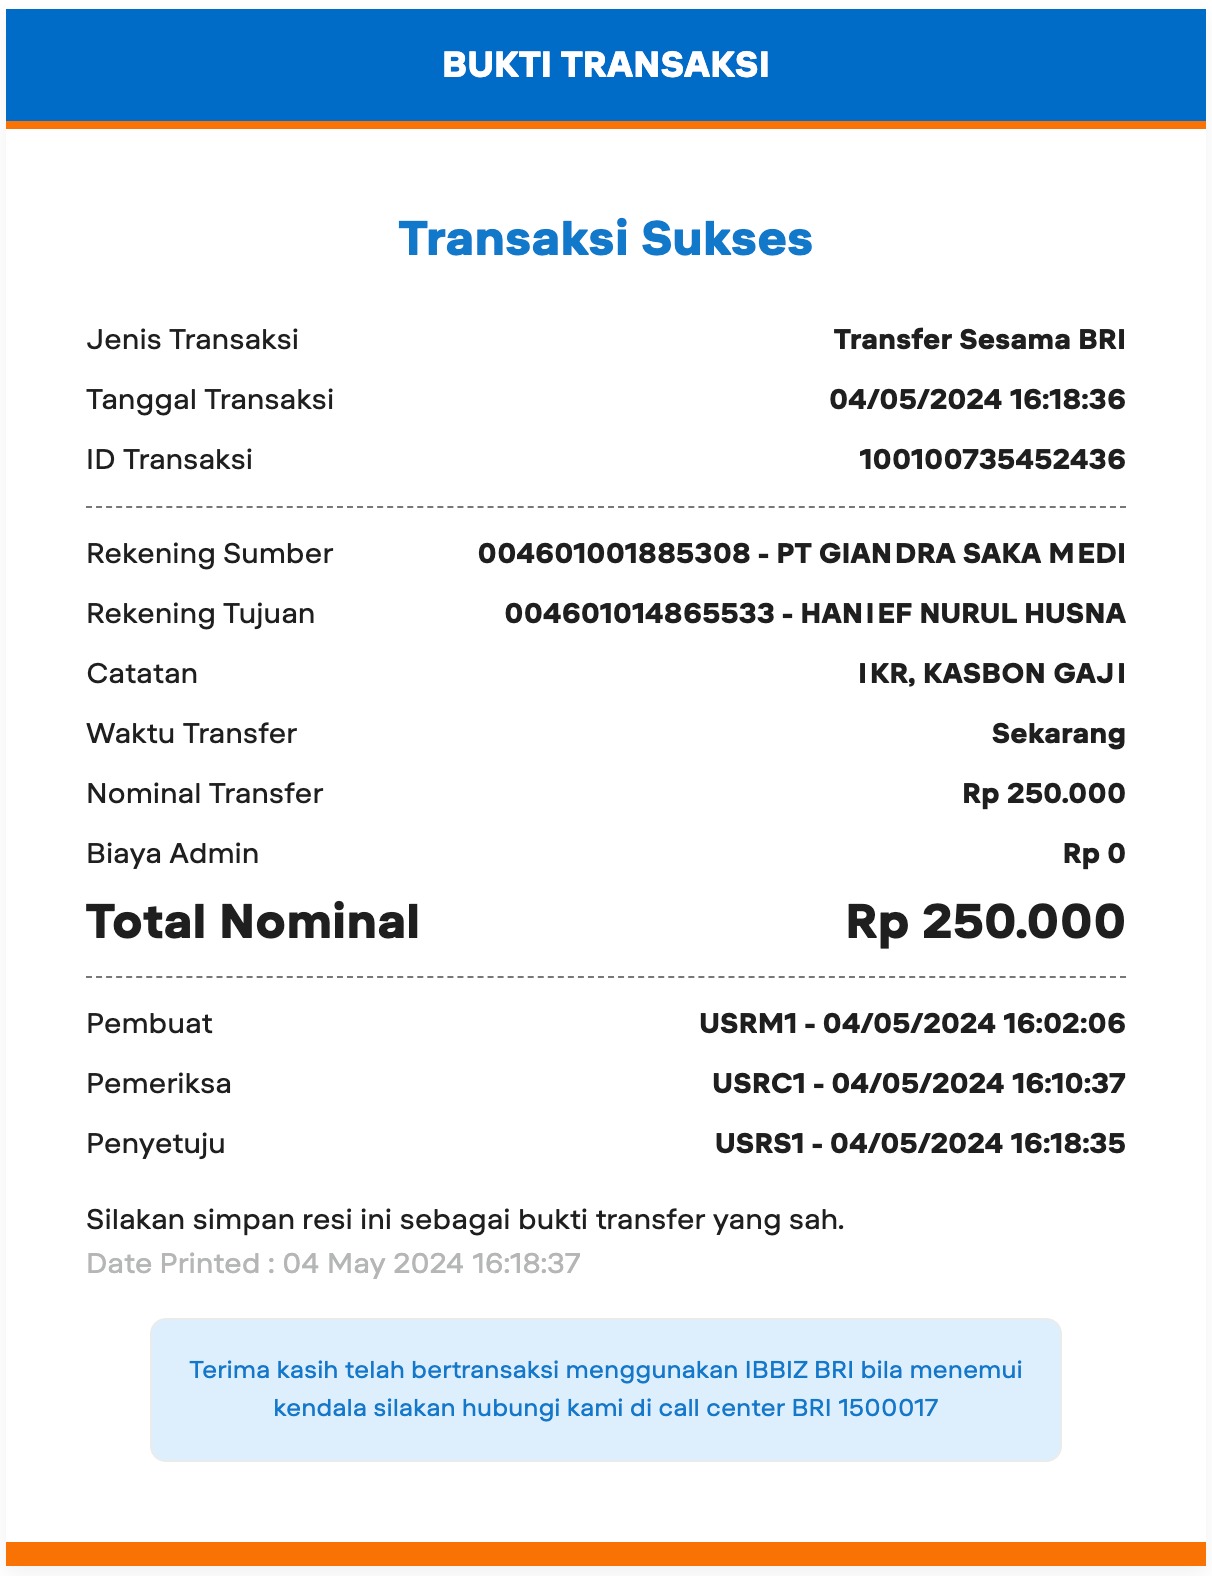 BUKTI TRANSAKSI
Transaksi Sukses
Jenis Transaksi Transfer Sesama BRI
Tanggal Transaksi 04/05/2024 16:18:36
ID Transaksi 100100735452436
Rekening Sumber 004601001885308 - PT GIANDRA SAKA MEDI
Rekening Tujuan 004601014865533 - HANIEF NURUL HUSNA
Catatan IKR, KASBON GAJI
Waktu Transfer Sekarang
Nominal Transfer Rp 250.000
Biaya Admin Rp 0
Total Nominal Rp 250.000
Pembuat USRM1 - 04/05/2024 16:02:06
Pemeriksa USRC1 - 04/05/2024 16:10:37
Penyetuju USRS1 - 04/05/2024 16:18:35
Silakan simpan resi ini sebagai bukti transfer yang sah.
Date Printed : 04 May 2024 16:18:37
Terima kasih telah bertransaksi menggunakan IBBIZ BRI bila menemui
kendala silakan hubungi kami di call center BRI 1500017